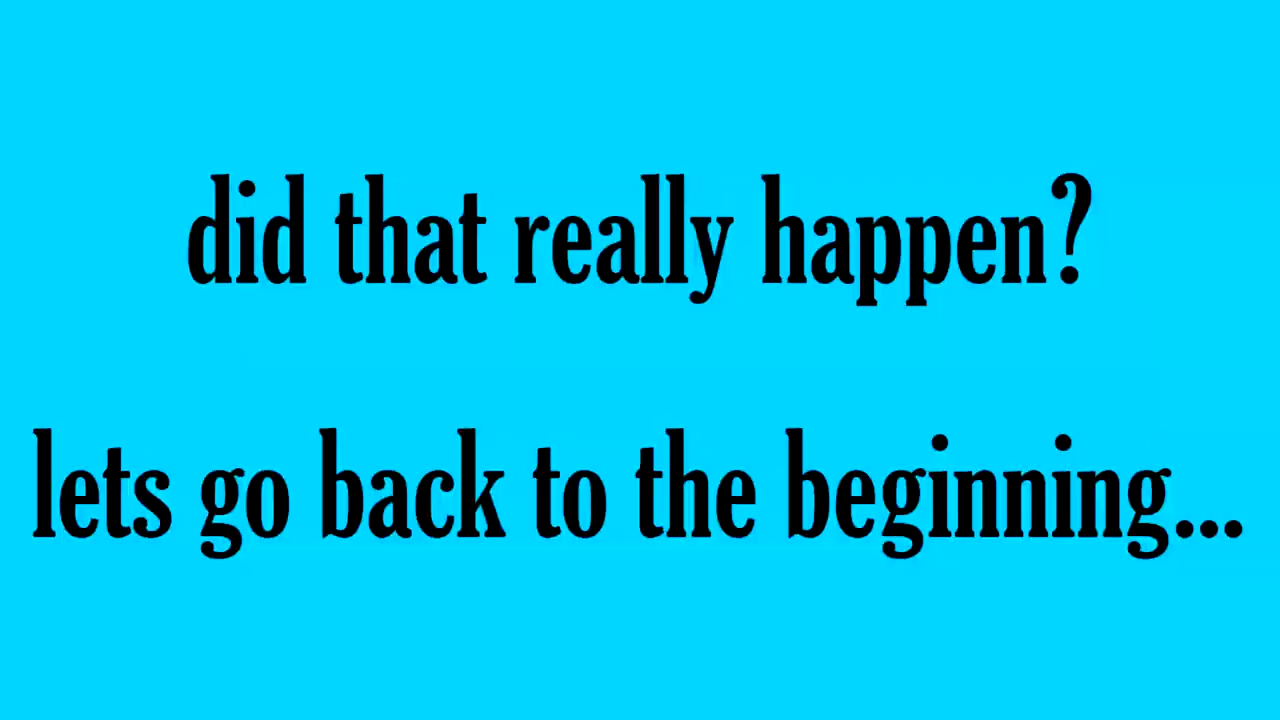 did that really happen?
lets go back to the beginning...